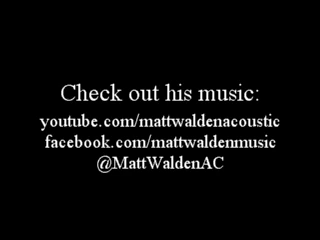 Check out his music:
youtube.com/mattwaldenacoustic
facebook.com/mattwaldenmusic
@MattWaldenAC